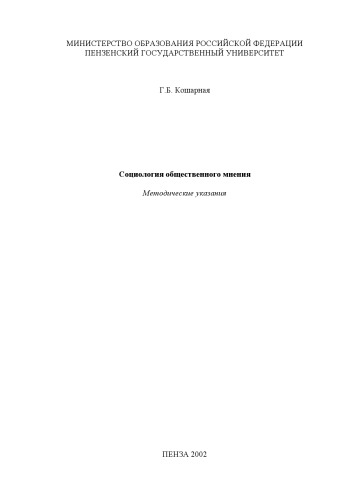 МИНИСТЕРСТВО ОБРАЗОВАНИЯ РОССИЙСКОЙ ФЕДЕРАЦИИ
ПЕНЗЕНСКИЙ ГОСУДАРСТВЕННЫЙ УНИВЕРСИТЕТ
Г.Б. Кошарная
Социология общественного мнения
Методические указания
ПЕНЗА 2002